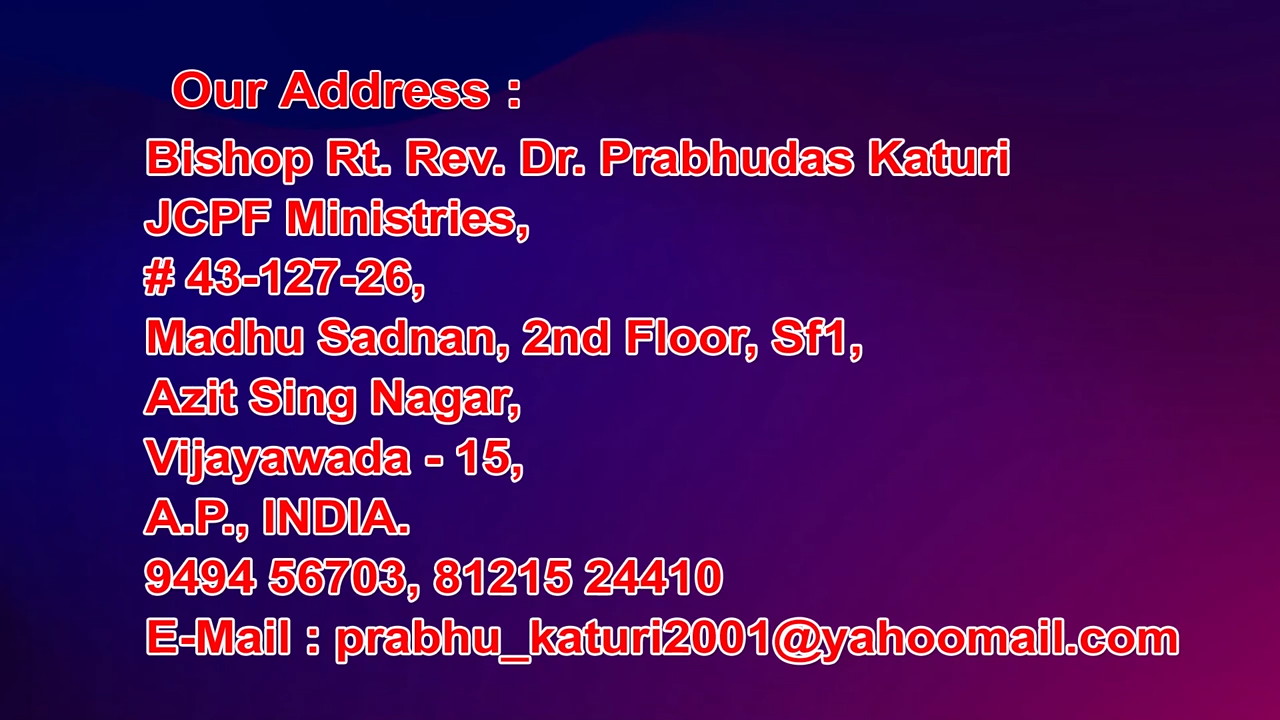 Our Address :
Bishop Rt. Rev. Dr. Prabhudas Katuri
JCPF Ministries,
# 43-127-26,
Madhu Sadnan, 2nd Floor, Sf1,
Azit Sing Nagar,
Vijayawada - 15,
A.P., INDIA.
9494 56703, 81215 24410
E-Mail : prabhu_katuri2001@yahoomail.com